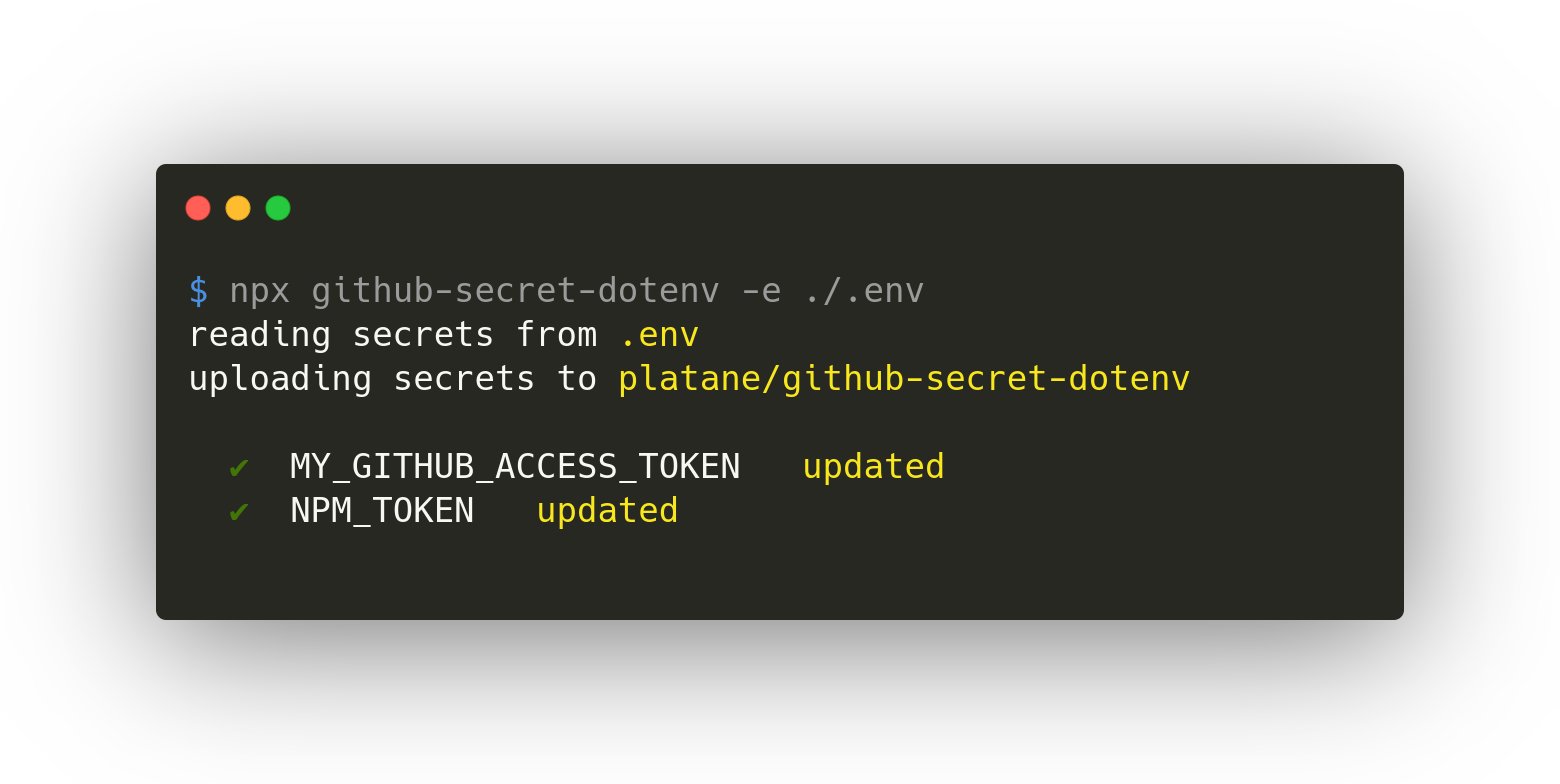 $ npx github-secret-dotenv -e ./.env
reading secrets from .env
uploading secrets to platane/github-secret-dotenv
✔ MY_GITHUB_ACCESS_TOKEN updated
✔ NPM_TOKEN updated